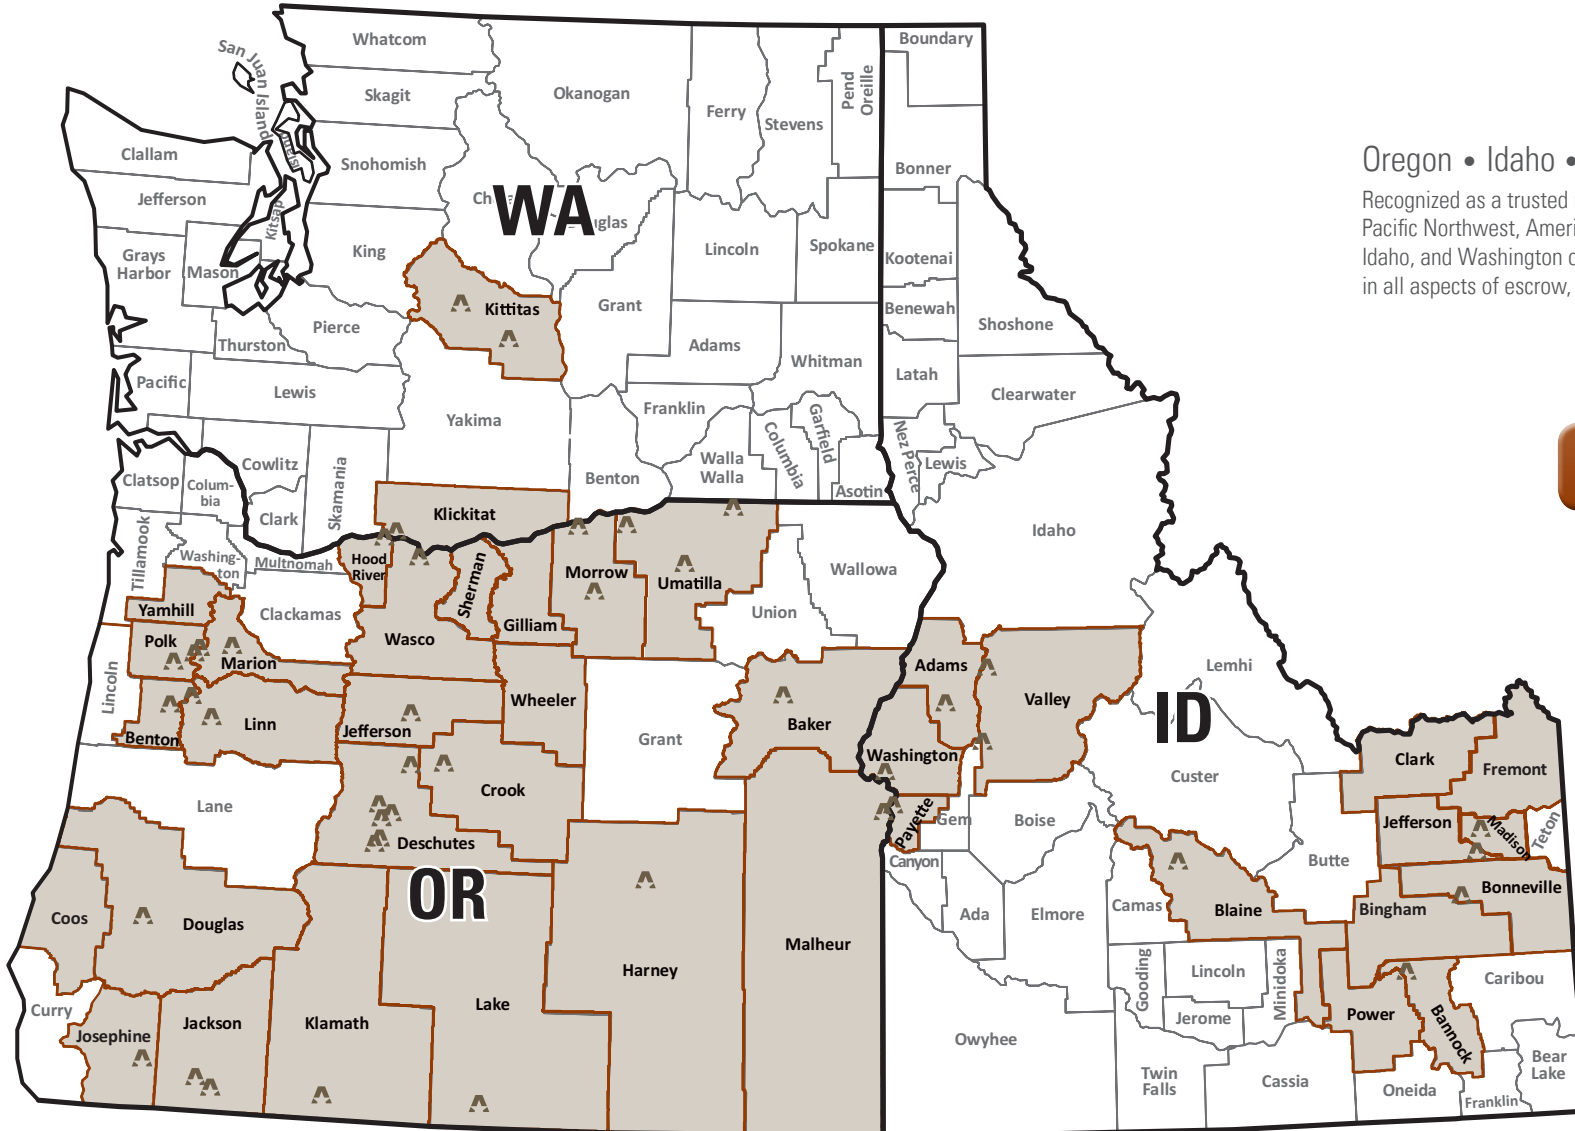 Whatcom
San Juan Island
Skagit
Okanogan
Ferry
Stevens
Pend
Oreille
Boundary
Clallam
Island
Snohomish
Bonner
Jefferson
Kitsap
WA
Grays
Harbor
Mason
King
Lincoln
Spokane
Kootenai
Kittitas
Grant
Benewah
Shoshone
Thurston
Pierce
Adams
Whitman
Pacific
Lewis
Latah
Clearwater
Yakima
Franklin
Garfield
Columbia
Walla
Walla
Asotin
Nez Perce
Lewis
Benton
Cowlitz
Skamania
Clark
Klickitat
Idaho
Oregon • Idaho •
Recognized as a trusted
Pacific Northwest, Ameri
Idaho, and Washington
in all aspects of escrow,
Clatsop
Colum-
bia
Tillamook
Washing-
ton
Multnomah
Hood
River
Sherman
Morrow
Umatilla
Wallowa
Union
Yamhill
Clackamas
Wasco
Gilliam
Polk
Marion
Lincoln
Benton
Linn
Jefferson
Wheeler
Grant
Baker
Adams
Valley
Lemhi
ID
Washington
Custer
Clark
Fremont
Lane
Crook
Deschutes
Payette
Gem
Boise
Canyon
Butte
Jefferson
Madison
Teton
OR
Coos
Douglas
Harney
Malheur
Ada
Elmore
Camas
Blaine
Bingham
Bonneville
Curry
Josephine
Jackson
Klamath
Lake
Owyhee
Gooding
Lincoln
Jerome
Minidoka
Power
Bannock
Caribou
Twin
Falls
Cassia
Oneida
Franklin
Bear
Lake